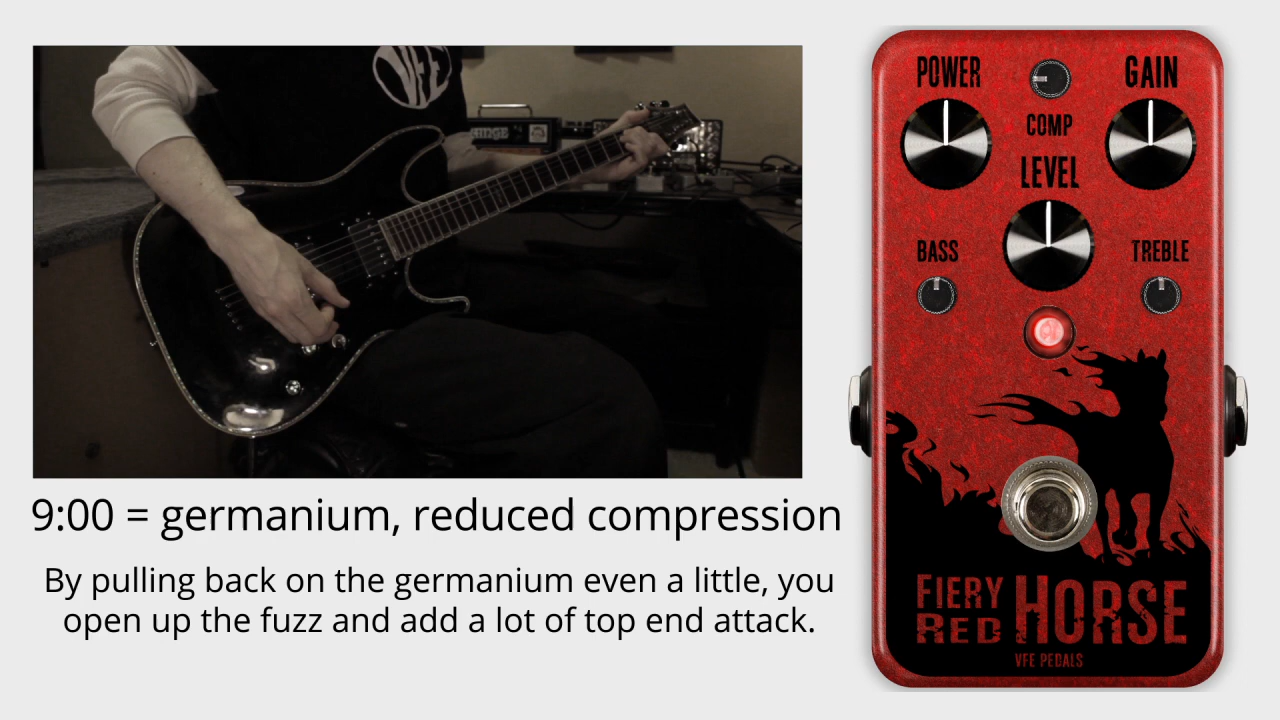 VFE
POWER
GAIN
COMP
LEVEL
BASS
TREBLE
9:00 = germanium, reduced compression
By pulling back on the germanium even a little, you
open up the fuzz and add a lot of top end attack.
FIERY
RED
HORSE
VFE PEDALS